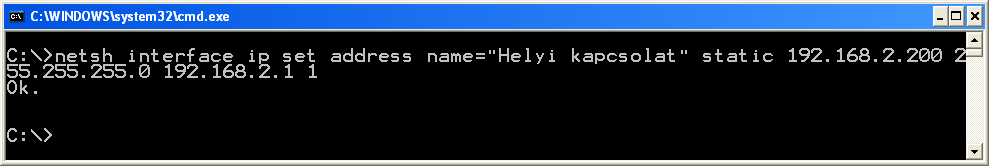 C:\WINDOWS\system32\cmd.exe
C:\>netsh interface ip set address name="Helyi kapcsolat" static 192.168.2.200 2
55.255.255.0 192.168.2.1 1
Ok.
C:\>